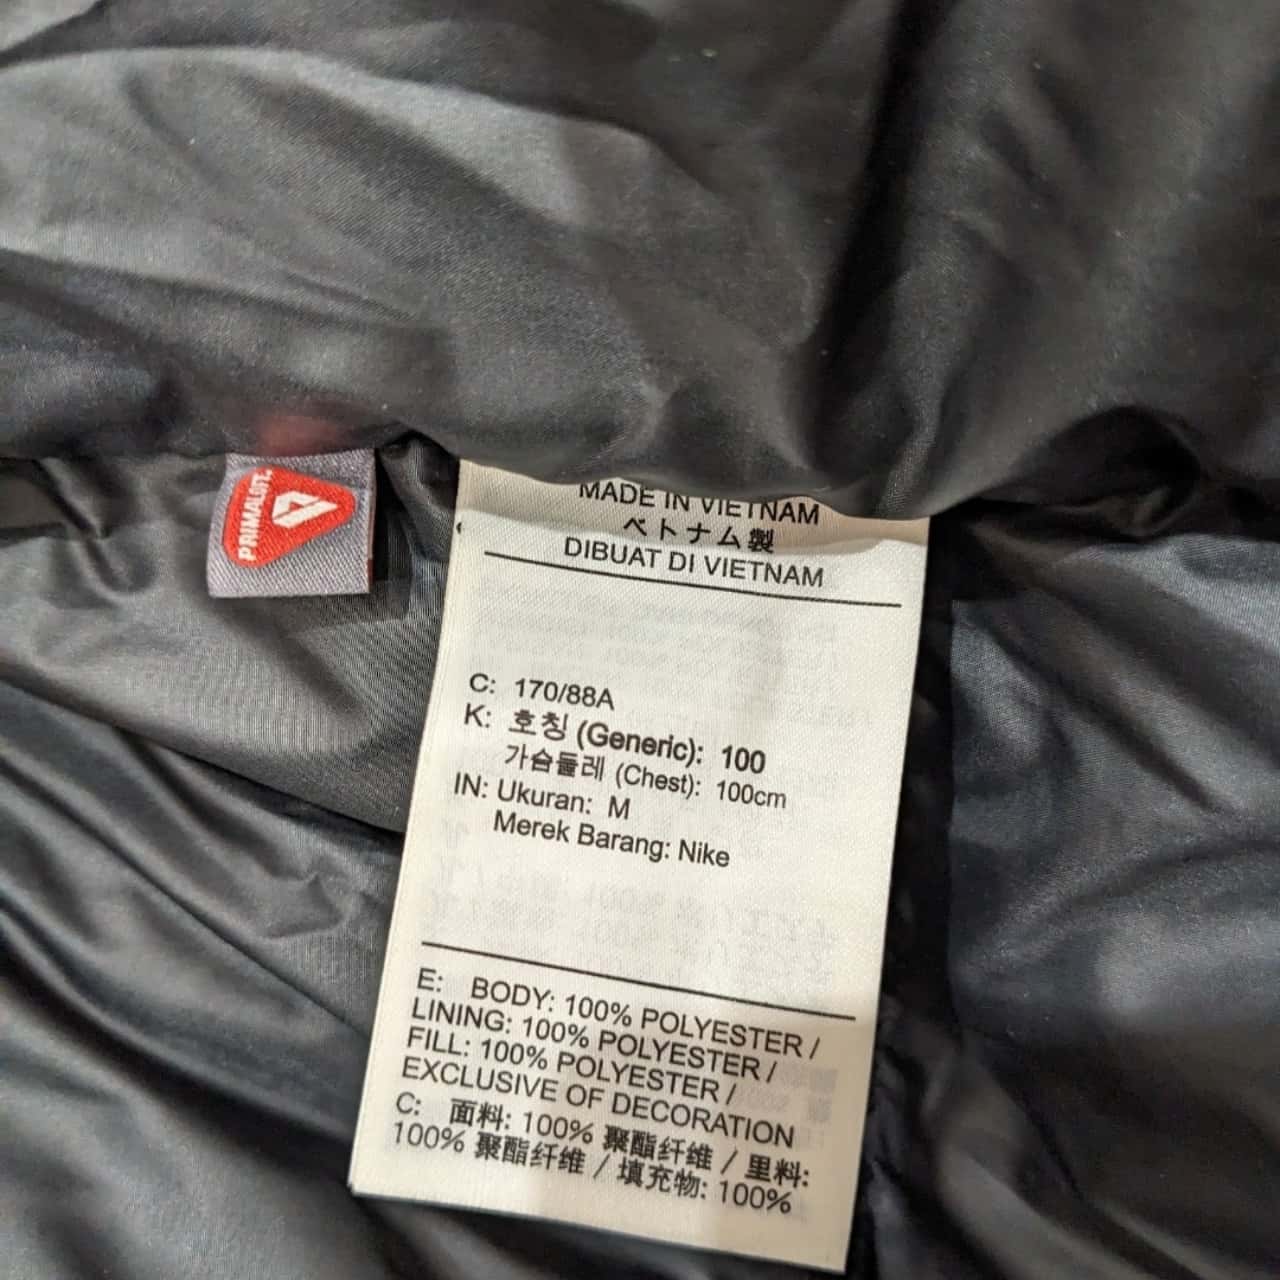 PRIMALOFT
MADE IN VIETNAM
ベトナム製
DIBUAT DI VIETNAM
C: 170/88A
K: 호칭 (Generic): 100
가슴둘레 (Chest): 100cm
IN: Ukuran: M
Merek Barang: Nike
E: BODY: 100% POLYESTER /
LINING: 100% POLYESTER /
FILL: 100% POLYESTER /
EXCLUSIVE OF DECORATION
C: 面料: 100% 聚酯纤维 / 里料:
100% 聚酯纤维 / 填充物: 100%